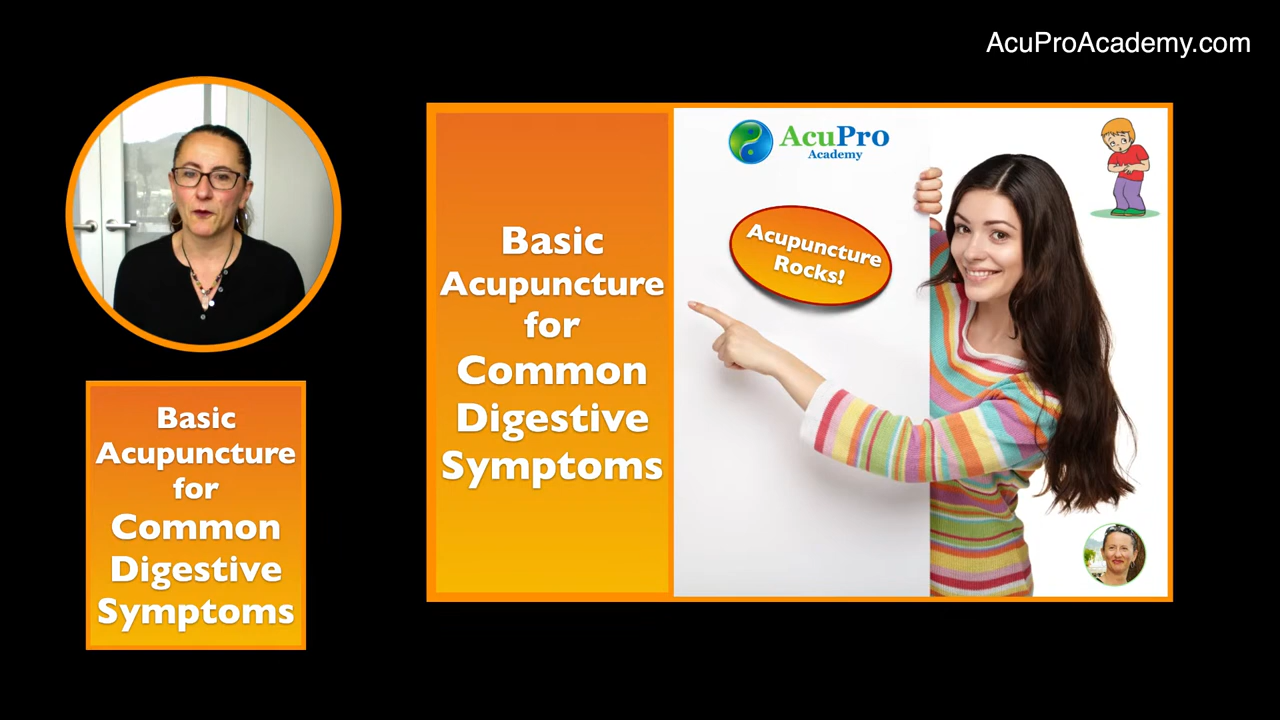 AcuProAcademy.com
Basic
Acupuncture
for
Common
Digestive
Symptoms
AcuPro
Academy
Acupuncture
Rocks!
Basic
Acupuncture
for
Common
Digestive
Symptoms